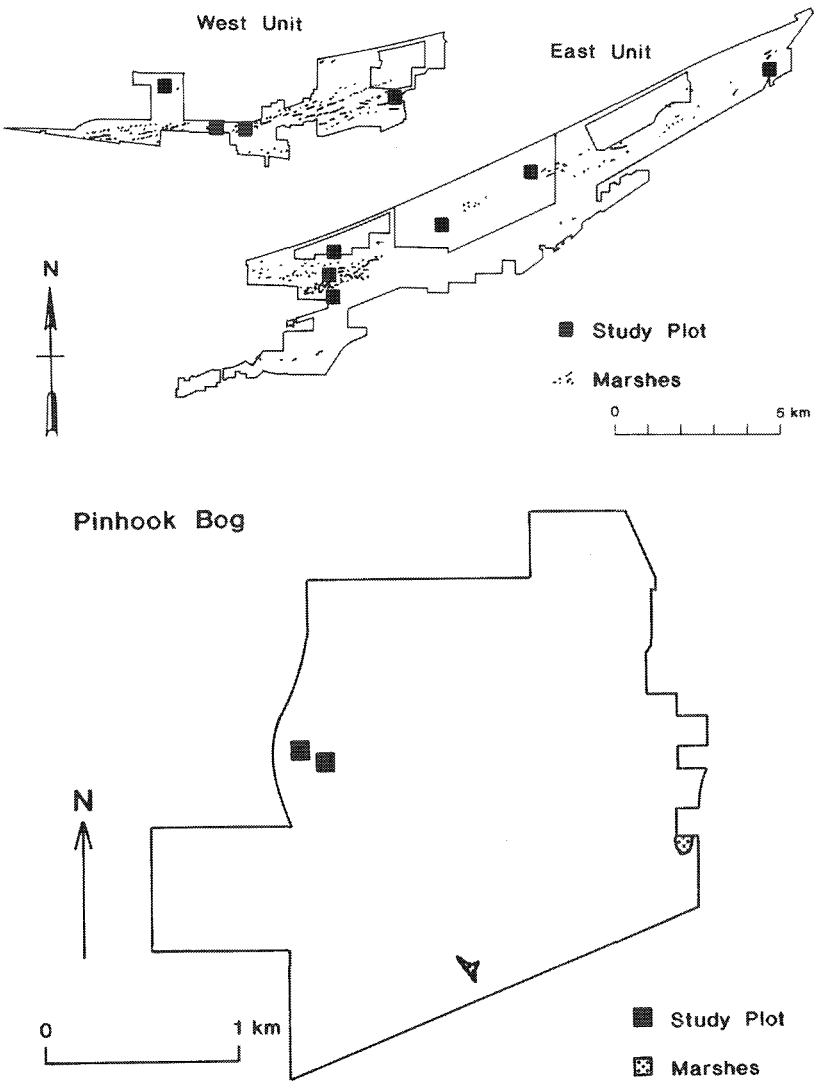 West Unit
East Unit
N
Study Plot
Marshes
0 5 km
Pinhook Bog
N
0 1 km
Study Plot
Marshes